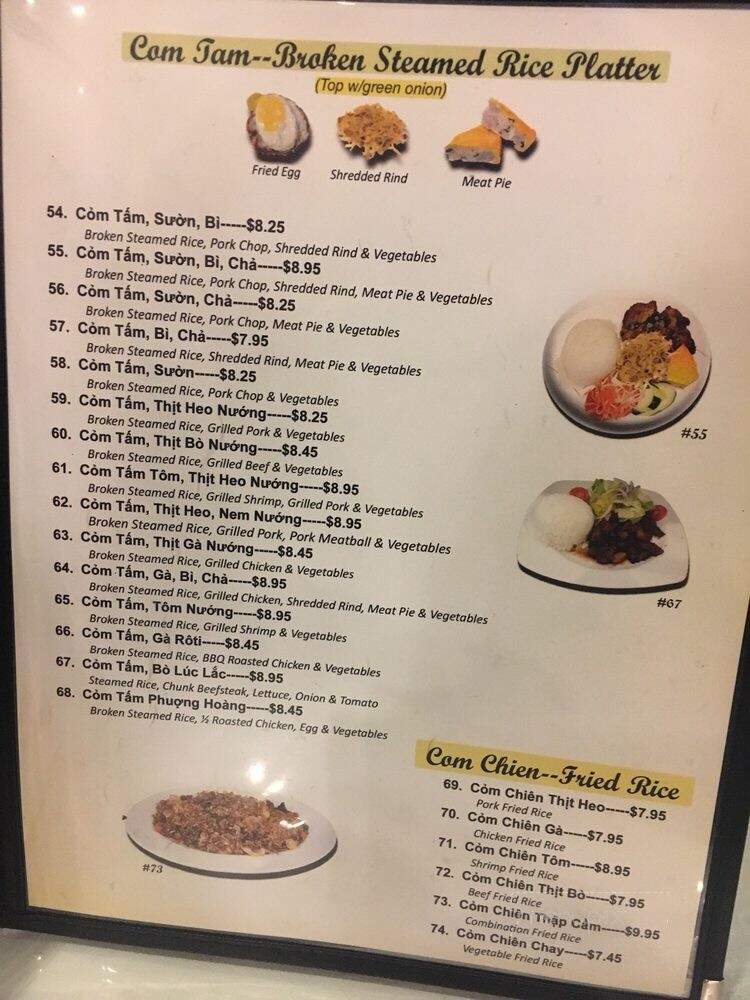 Com Tam--Broken Steamed Rice Platter
(Top w/green onion)
Fried Egg
Shredded Rind
Meat Pie
54. Cỏm Tấm, Sườn, Bì-----$8.25
Broken Steamed Rice, Pork Chop, Shredded Rind & Vegetables
55. Cỏm Tấm, Sườn, Bì, Chả-----$8.95
Broken Steamed Rice, Pork Chop, Shredded Rind, Meat Pie & Vegetables
56. Cỏm Tấm, Sườn, Chả-----$8.25
Broken Steamed Rice, Pork Chop, Meat Pie & Vegetables
57. Cỏm Tấm, Bì, Chả-----$7.95
Broken Steamed Rice, Shredded Rind, Meat Pie & Vegetables
58. Cỏm Tấm, Sườn-----$8.25
Broken Steamed Rice, Pork Chop & Vegetables
59. Cỏm Tấm, Thịt Heo Nướng-----$8.25
Broken Steamed Rice, Grilled Pork & Vegetables
60. Cỏm Tấm, Thịt Bò Nướng-----$8.45
Broken Steamed Rice, Grilled Beef & Vegetables
61. Cỏm Tấm Tôm, Thịt Heo Nướng-----$8.95
Broken Steamed Rice, Grilled Shrimp, Grilled Pork & Vegetables
62. Cỏm Tấm, Thịt Heo, Nem Nướng-----$8.95
Broken Steamed Rice, Grilled Pork, Pork Meatball & Vegetables
63. Cỏm Tấm, Thịt Gà Nướng-----$8.45
Broken Steamed Rice, Grilled Chicken & Vegetables
64. Cỏm Tấm, Gà, Bì, Chả-----$8.95
Broken Steamed Rice, Grilled Chicken, Shredded Rind, Meat Pie & Vegetables
65. Cỏm Tấm, Tôm Nướng-----$8.95
Broken Steamed Rice, Grilled Shrimp & Vegetables
66. Cỏm Tấm, Gà Rôti-----$8.45
Broken Steamed Rice, BBQ Roasted Chicken & Vegetables
67. Cỏm Tấm, Bò Lúc Lắc-----$8.95
Steamed Rice, Chunk Beefsteak, Lettuce, Onion & Tomato
68. Cỏm Tấm Phượng Hoàng-----$8.45
Broken Steamed Rice, ½ Roasted Chicken, Egg & Vegetables
#55
#67
#73
Com Chien--Fried Rice
69. Cỏm Chiên Thịt Heo-----$7.95
Pork Fried Rice
70. Cỏm Chiên Gà-----$7.95
Chicken Fried Rice
71. Cỏm Chiên Tôm-----$8.95
Shrimp Fried Rice
72. Cỏm Chiên Thịt Bò-----$7.95
Beef Fried Rice
73. Cỏm Chiên Thập Cẩm-----$9.95
Combination Fried Rice
74. Cỏm Chiên Chay-----$7.45
Vegetable Fried Rice